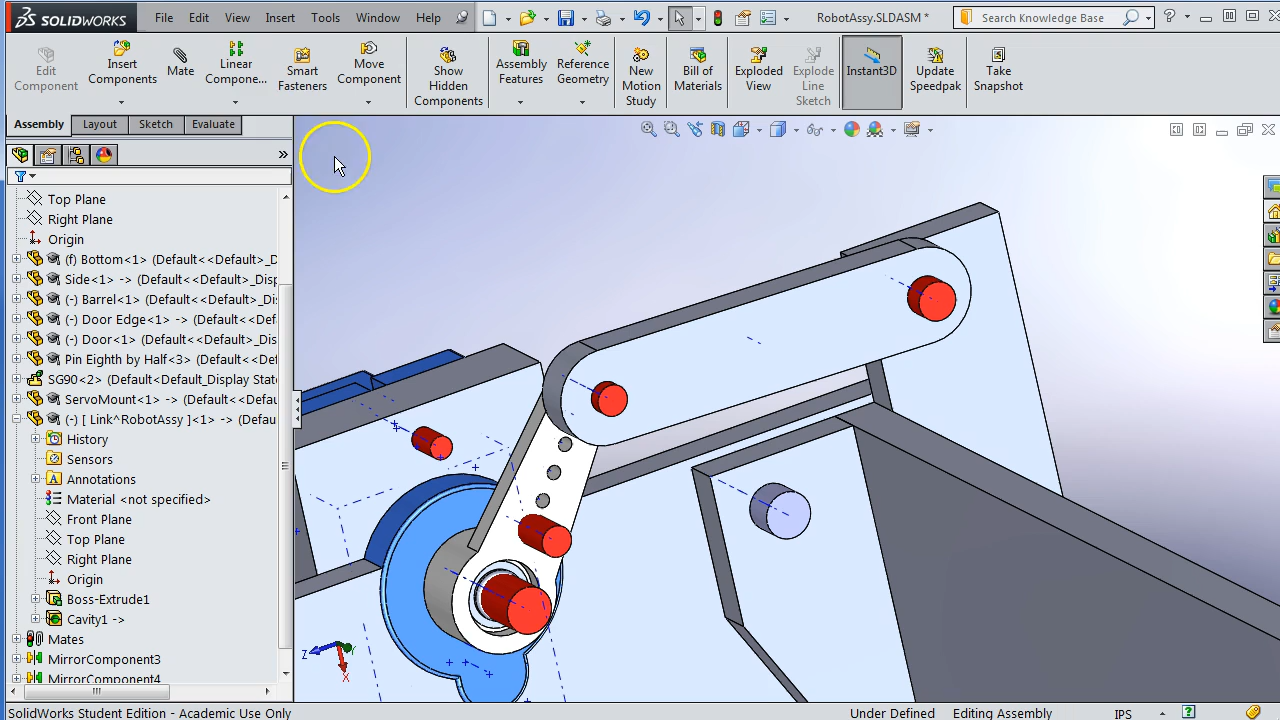 SOLIDWORKS File Edit View Insert Tools Window Help RobotAssy.SLDASM * Search Knowledge Base
Edit Component
Insert Components
Mate
Linear Compone...
Smart Fasteners
Move Component
Show Hidden Components
Assembly Features
Reference Geometry
New Motion Study
Bill of Materials
Exploded View
Explode Line Sketch
Instant3D
Update Speedpak
Take Snapshot
Assembly Layout Sketch Evaluate
Top Plane
Right Plane
Origin
(f) Bottom<1> (Default<<Default>_D
Side<1> -> (Default<<Default>_Disp
(-) Barrel<1> (Default<<Default>_Dis
(-) Door Edge<1> -> (Default<<Def
(-) Door<1> -> (Default<<Default>_
Pin Eighth by Half<3> (Default<<Def
SG90<2> (Default<Default_Display State
ServoMount<1> -> (Default<<Defaul
(-) [ Link^RobotAssy ]<1> -> (Defau
History
Sensors
Annotations
Material <not specified>
Front Plane
Top Plane
Right Plane
Origin
Boss-Extrude1
Cavity1 ->
Mates
MirrorComponent3
MirrorComponent4
Z Y X
SolidWorks Student Edition - Academic Use Only Under Defined Editing Assembly IPS